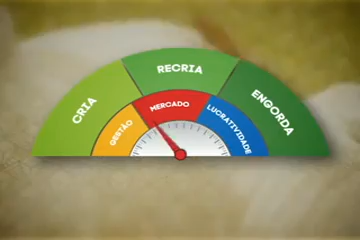 CRIA
RECRIA
ENGORDA
GESTÃO
MERCADO
LUCRATIVIDADE